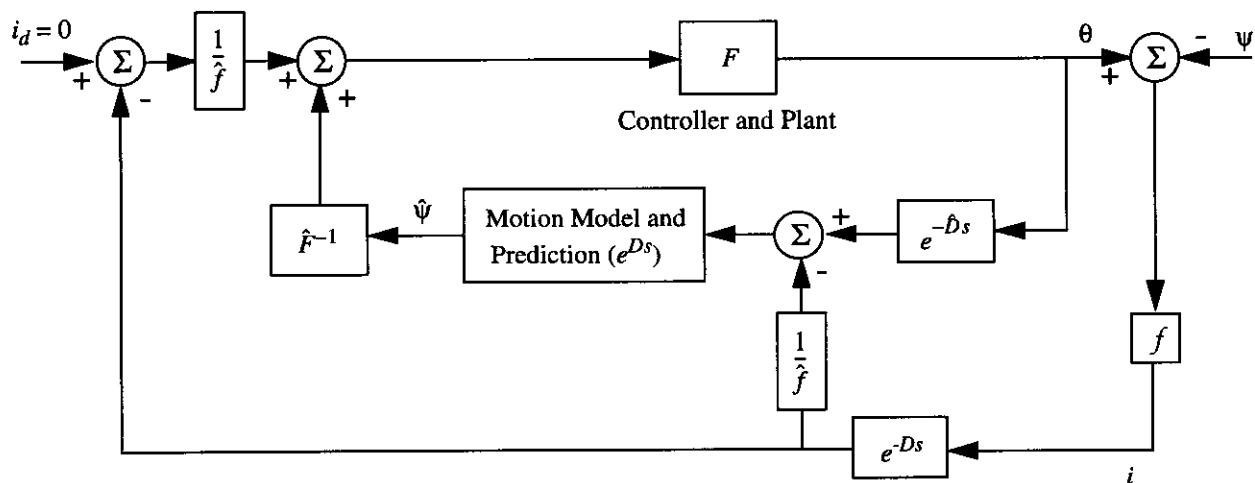 i_d = 0
+
Σ
-
1
f̂
+
Σ
+
F
Controller and Plant
θ
+
Σ
-
ψ
F̂⁻¹
ψ̂
Motion Model and
Prediction (e^{Ds})
Σ
+
-
e^{-D̂s}
1
f̂
f
e^{-Ds}
i